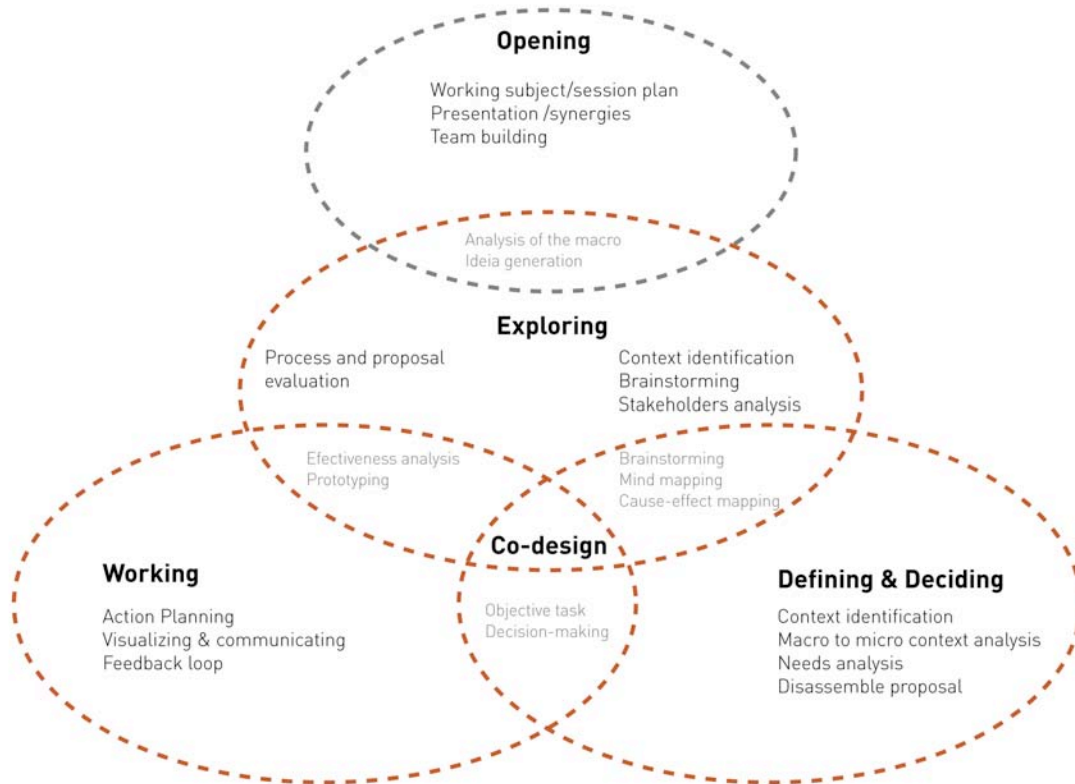 Opening
Working subject/session plan
Presentation /synergies
Team building
Analysis of the macro
Ideia generation
Exploring
Process and proposal
evaluation
Context identification
Brainstorming
Stakeholders analysis
Efectiveness analysis
Prototyping
Brainstorming
Mind mapping
Cause-effect mapping
Co-design
Working
Action Planning
Visualizing & communicating
Feedback loop
Objective task
Decision-making
Defining & Deciding
Context identification
Macro to micro context analysis
Needs analysis
Disassemble proposal